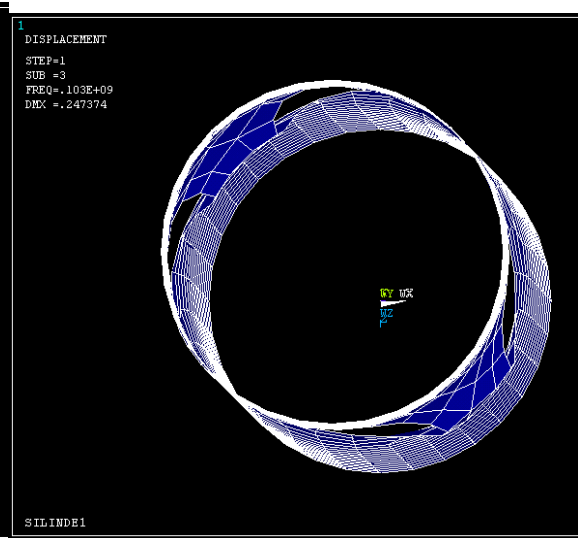 1
DISPLACEMENT
STEP=1
SUB =3
FREQ=.103E+09
DMX =.247374
WY WX
WZ
SILINDE1